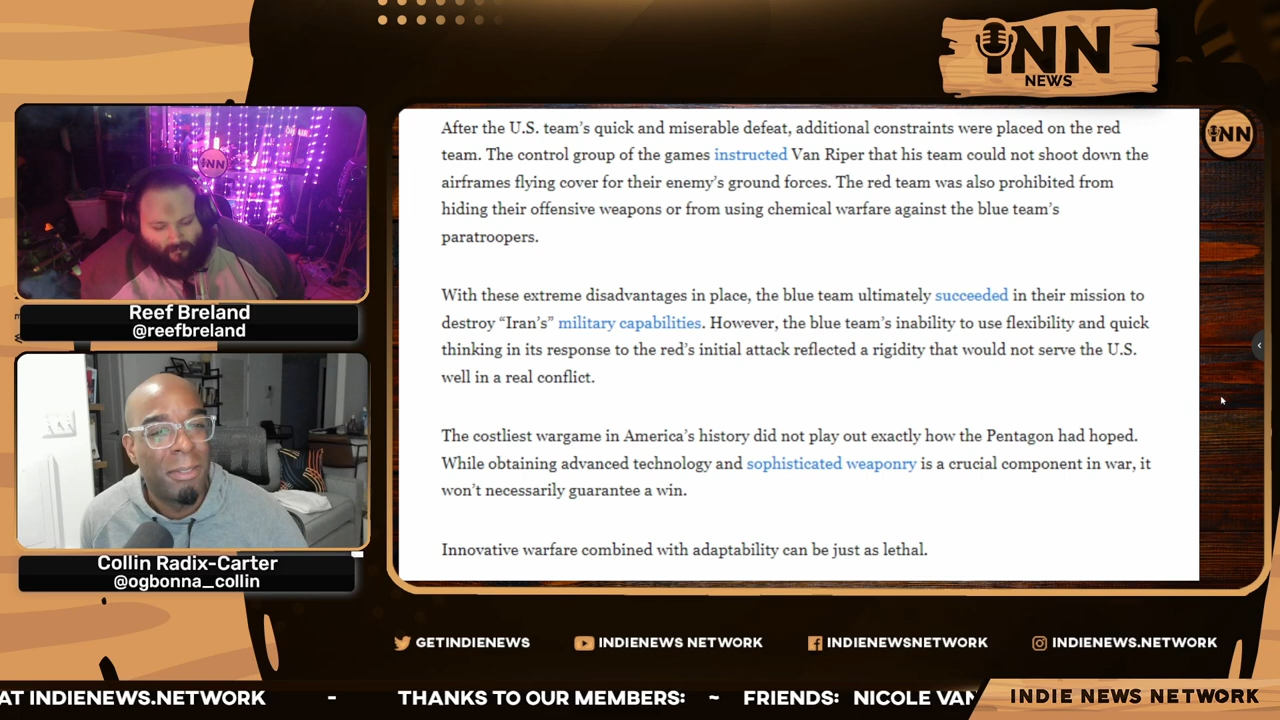 INN
NEWS
INN
INN
ON AIR
Reef Breland
@reefbreland
Collin Radix-Carter
@ogbonna_collin
After the U.S. team’s quick and miserable defeat, additional constraints were placed on the red
team. The control group of the games instructed Van Riper that his team could not shoot down the
airframes flying cover for their enemy’s ground forces. The red team was also prohibited from
hiding their offensive weapons or from using chemical warfare against the blue team’s
paratroopers.
With these extreme disadvantages in place, the blue team ultimately succeeded in their mission to
destroy “Iran’s” military capabilities. However, the blue team’s inability to use flexibility and quick
thinking in its response to the red’s initial attack reflected a rigidity that would not serve the U.S.
well in a real conflict.
The costliest wargame in America’s history did not play out exactly how the Pentagon had hoped.
While obtaining advanced technology and sophisticated weaponry is a crucial component in war, it
won’t necessarily guarantee a win.
Innovative warfare combined with adaptability can be just as lethal.
GETINDIENEWS
INDIENEWS NETWORK
INDIENEWSNETWORK
INDIENEWS.NETWORK
AT INDIENEWS.NETWORK - THANKS TO OUR MEMBERS: ~ FRIENDS: NICOLE VAN
INDIE NEWS NETWORK